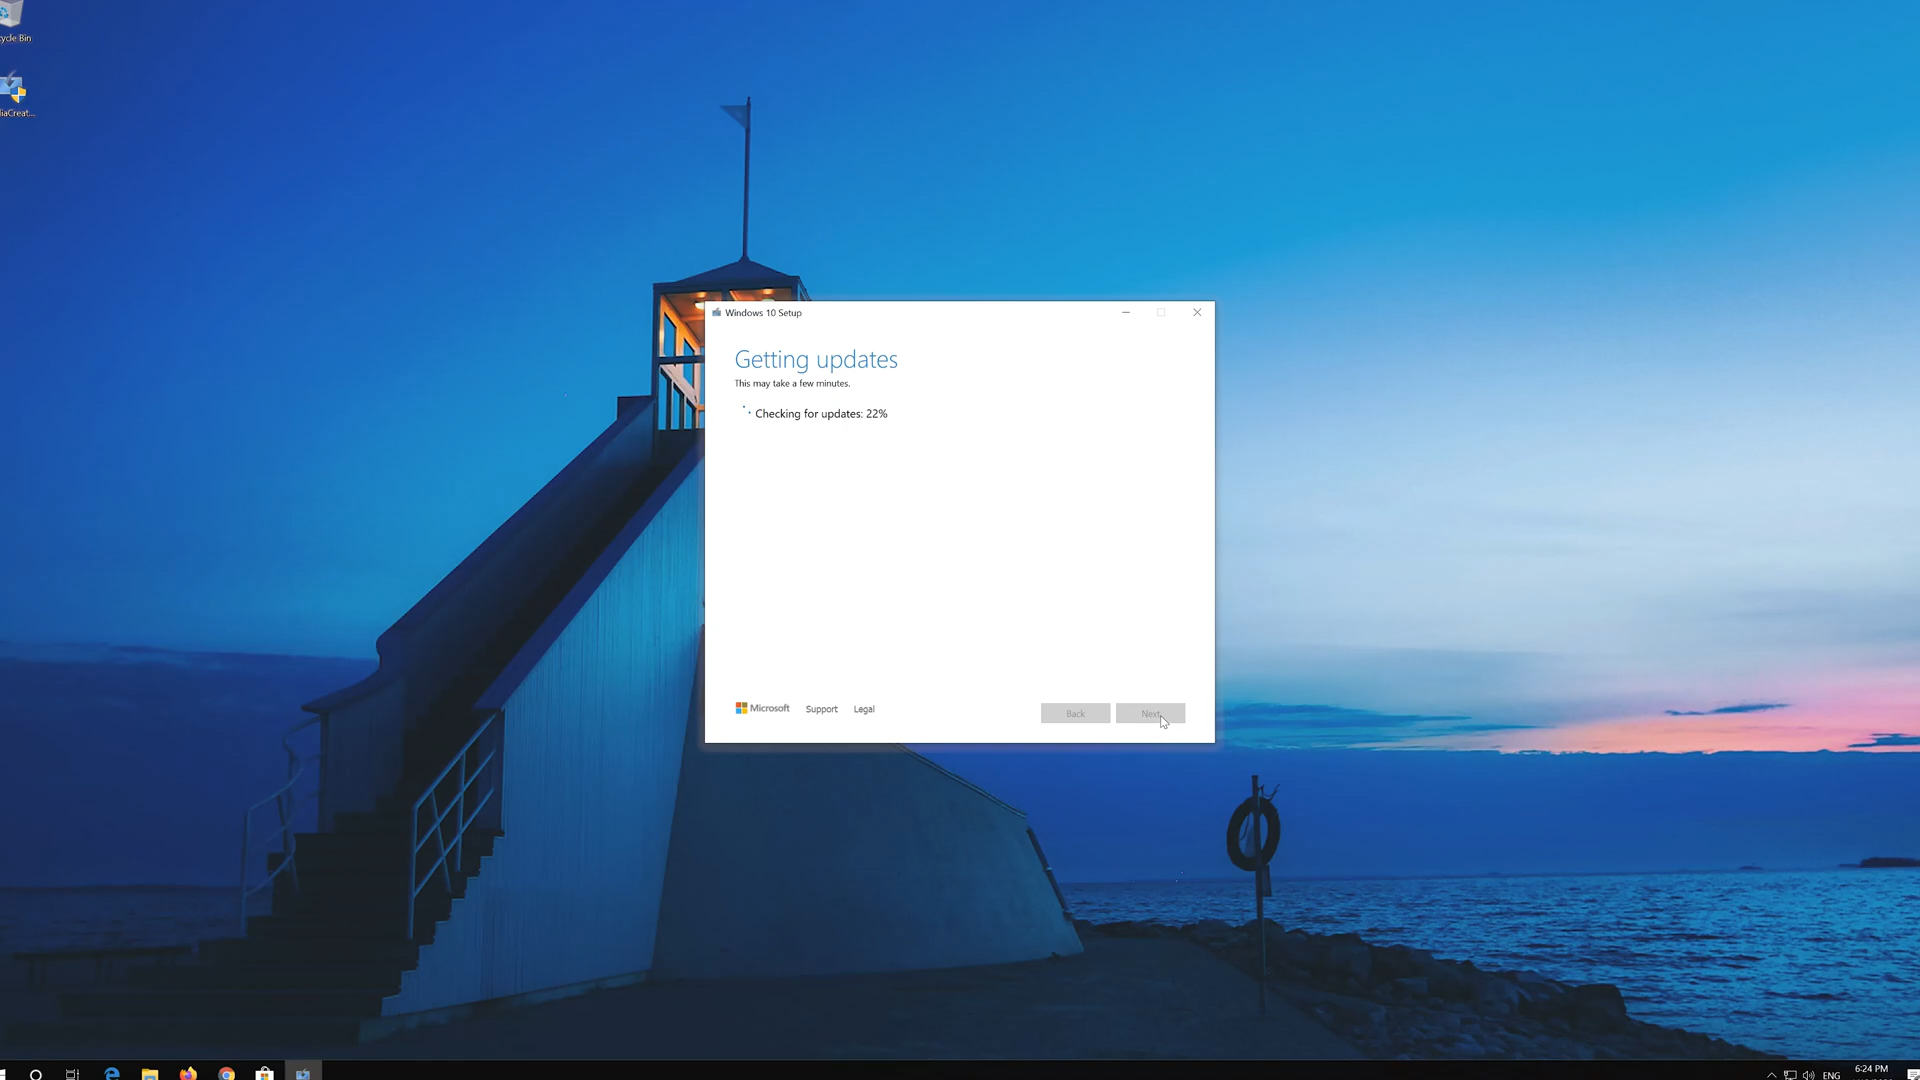 ycle Bin
iaCreat...
Windows 10 Setup
Getting updates
This may take a few minutes.
Checking for updates: 22%
Microsoft
Support
Legal
Back
Next
ENG
6:24 PM